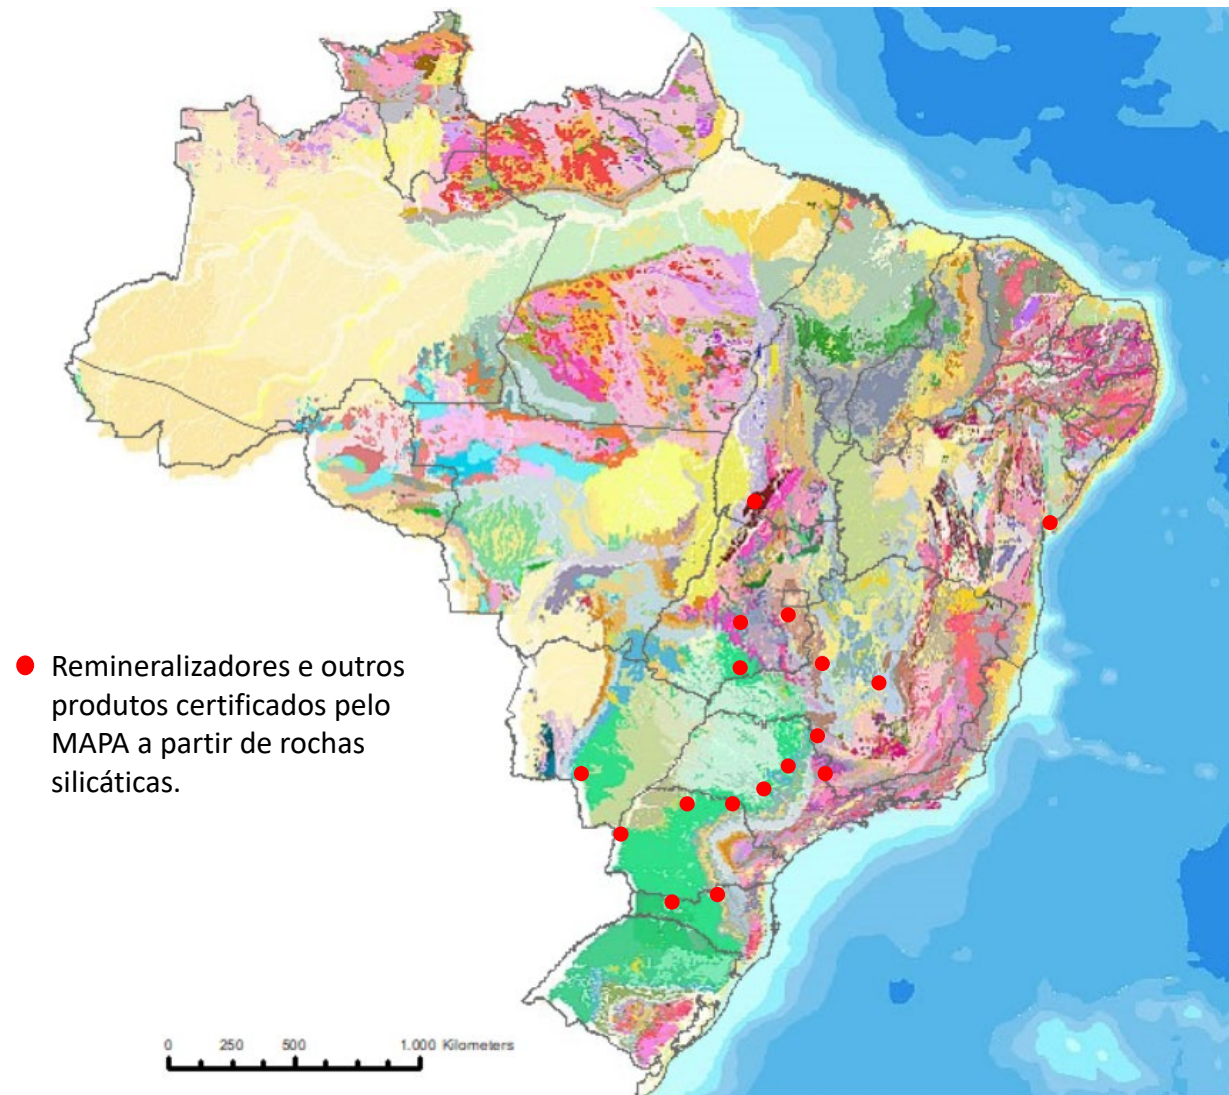 Remineralizadores e outros
produtos certificados pelo
MAPA a partir de rochas
silicáticas.
0 250 500 1.000 Kilometers